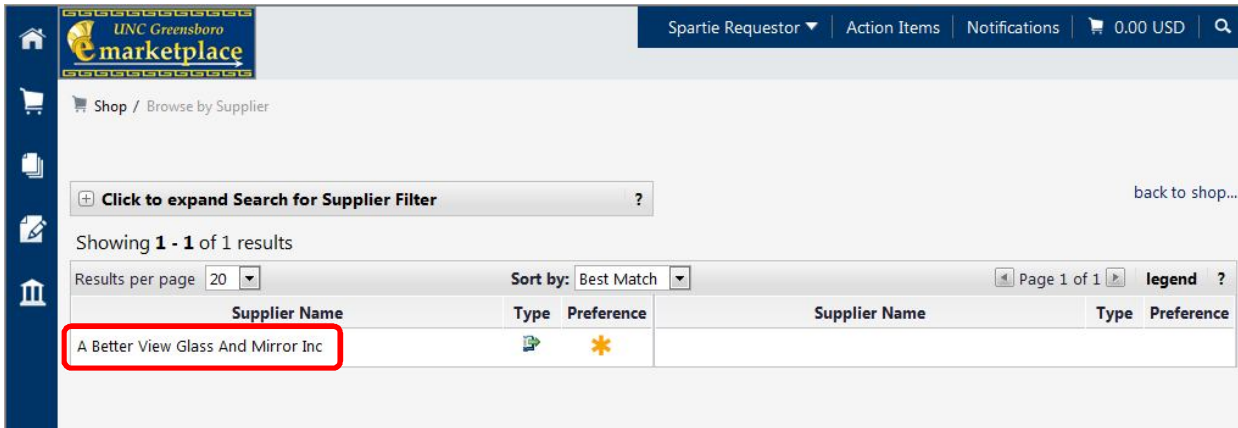 UNC Greensboro
emarketplace
Spartie Requestor Action Items Notifications 0.00 USD
Shop / Browse by Supplier
Click to expand Search for Supplier Filter ?
back to shop...
Showing 1 - 1 of 1 results
Results per page 20 Sort by: Best Match Page 1 of 1 legend ?
Supplier Name Type Preference Supplier Name Type Preference
A Better View Glass And Mirror Inc